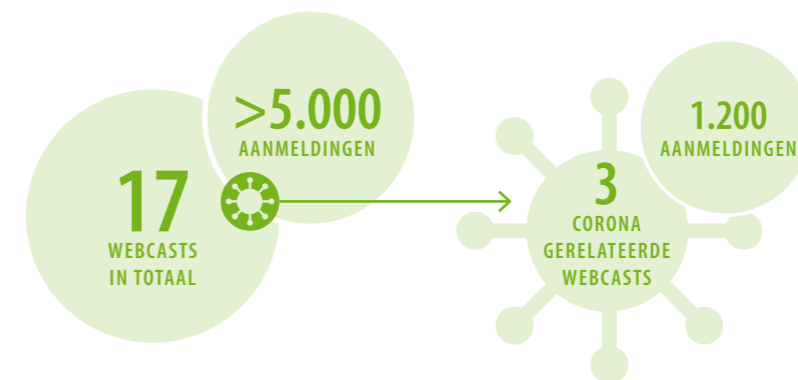 17
WEBCASTS
IN TOTAAL
>5.000
AANMELDINGEN
3
CORONA
GERELATEERDE
WEBCASTS
1.200
AANMELDINGEN